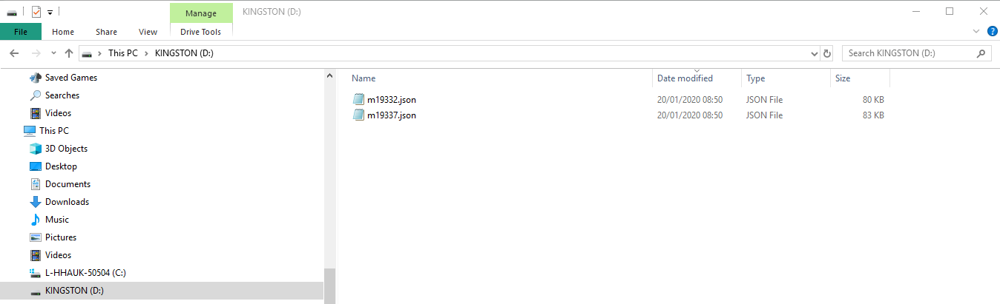 Manage KINGSTON (D:)
File Home Share View Drive Tools
This PC KINGSTON (D:) Search KINGSTON (D:)
Saved Games
Searches
Videos
This PC
3D Objects
Desktop
Documents
Downloads
Music
Pictures
Videos
L-HHAUK-50504 (C:)
KINGSTON (D:)
Name Date modified Type Size
m19332.json 20/01/2020 08:50 JSON File 80 KB
m19337.json 20/01/2020 08:50 JSON File 83 KB